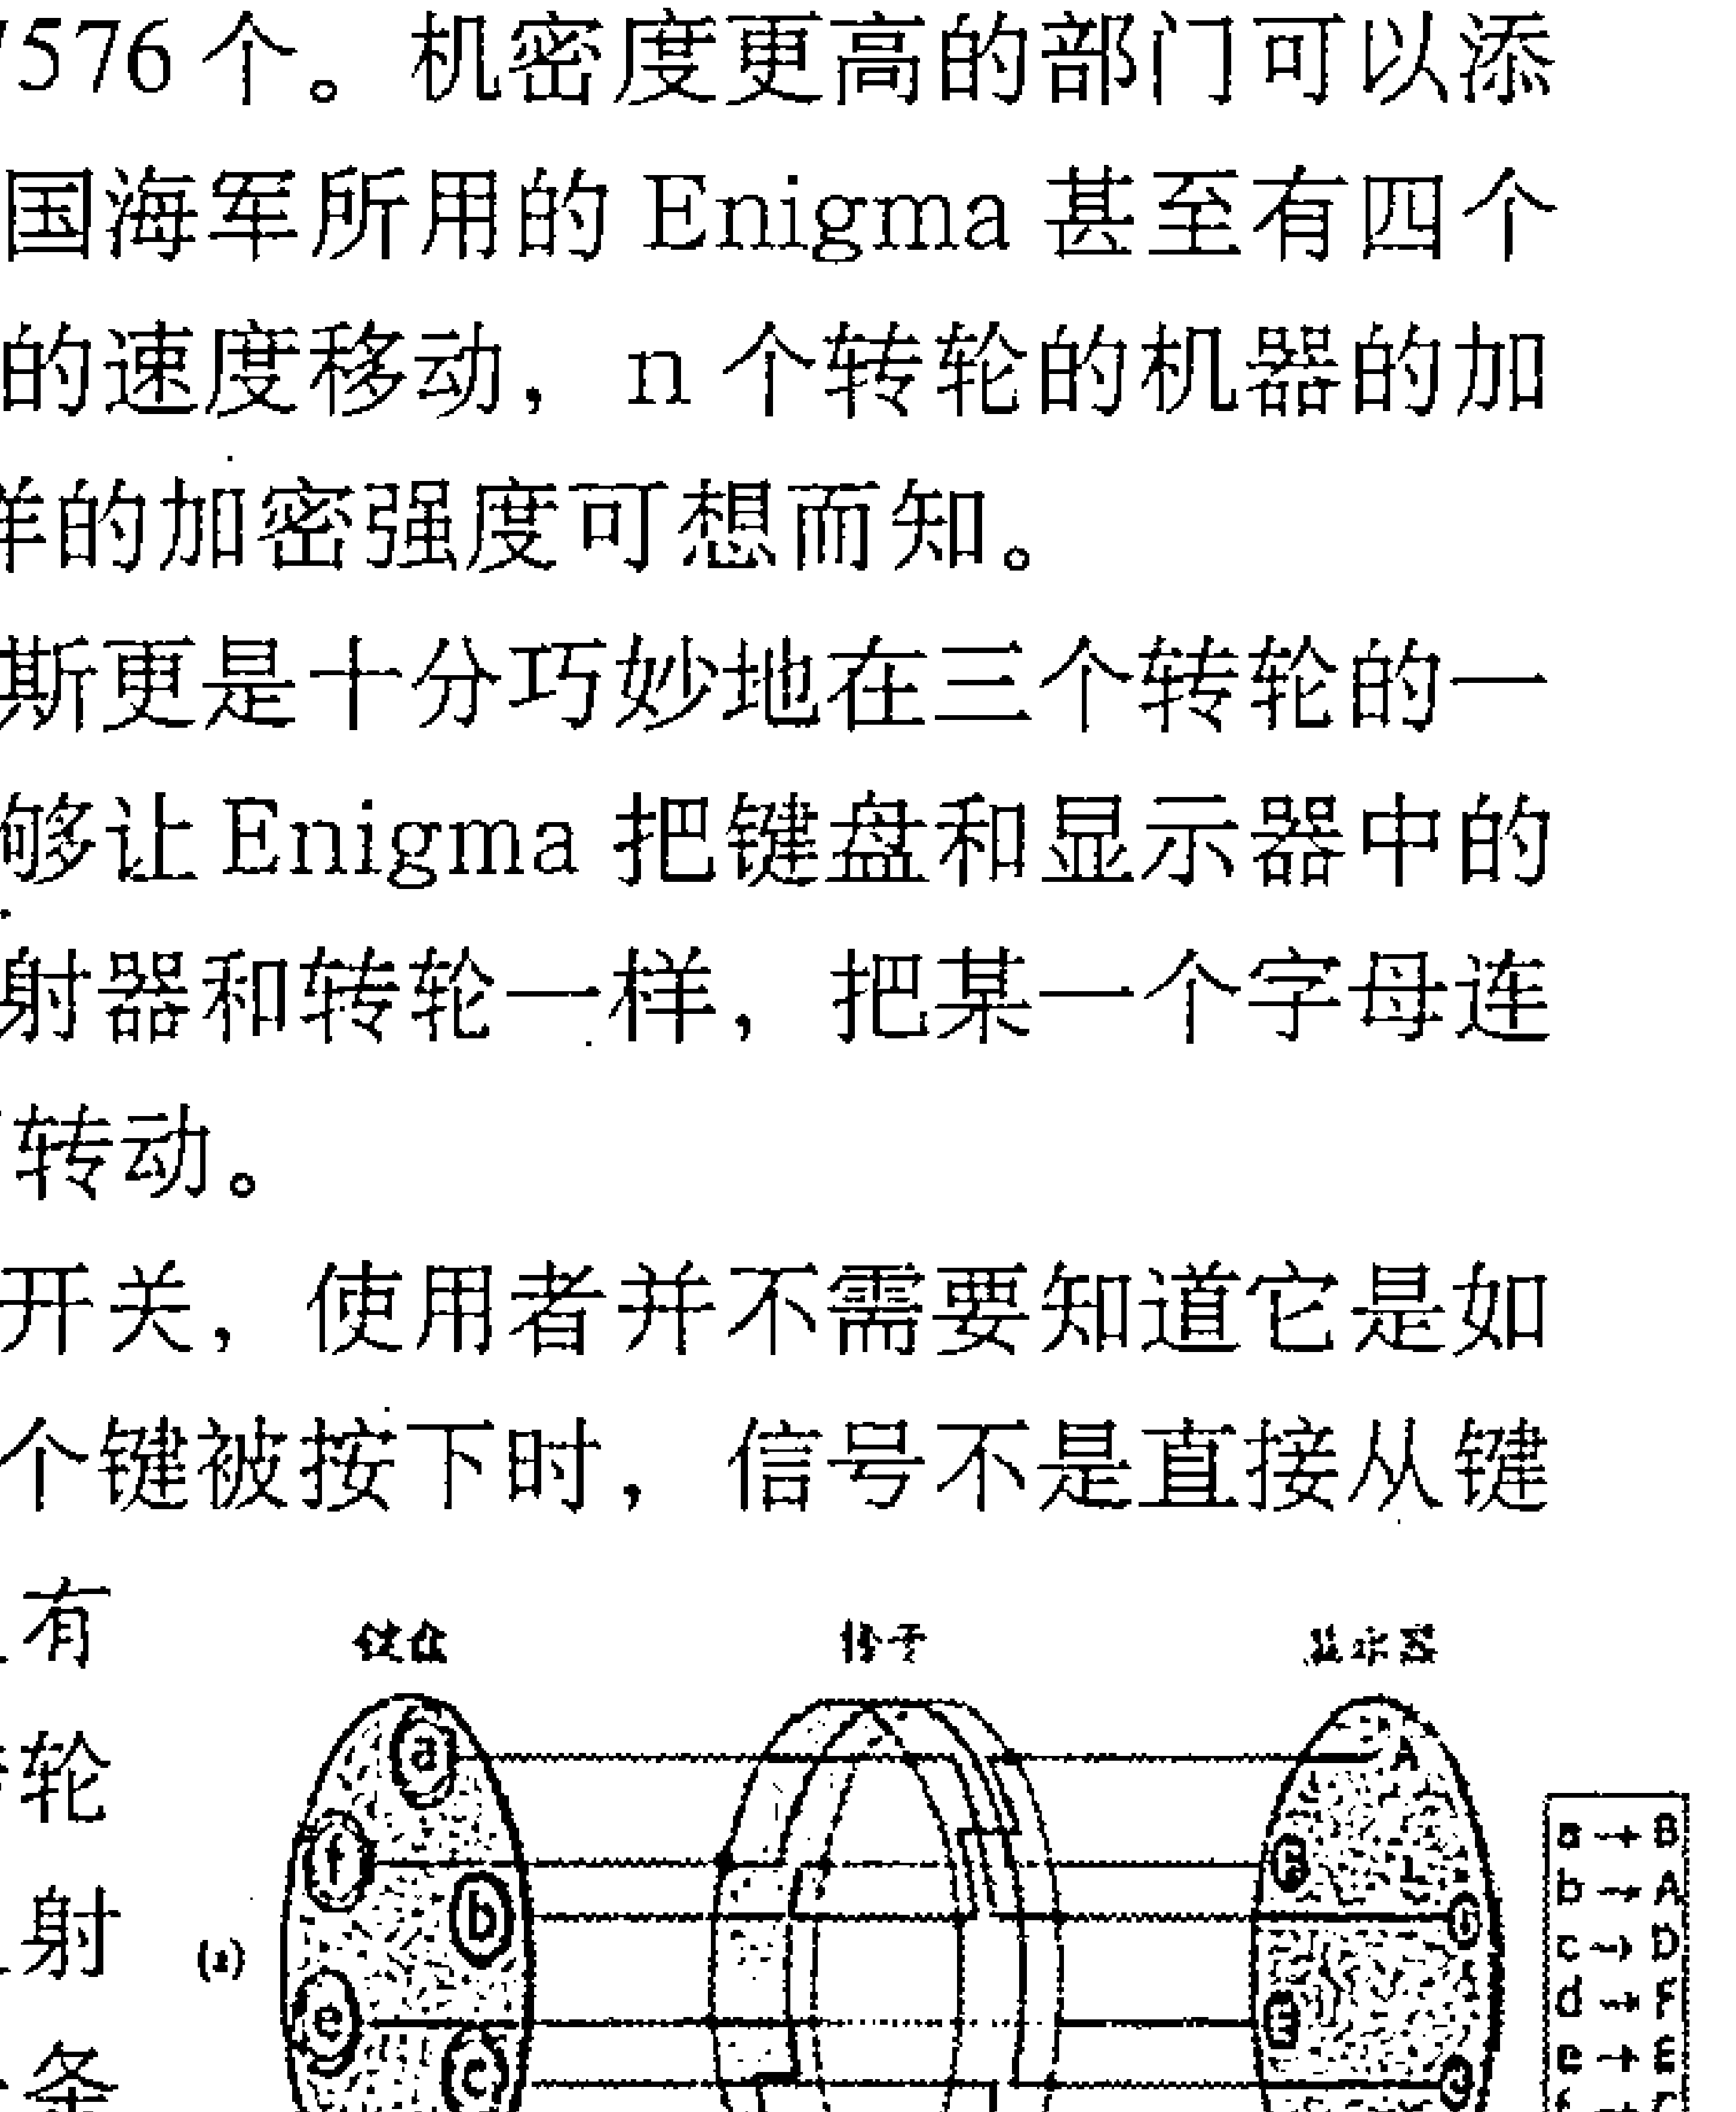 7576 个。机密度更高的部门可以添
国海军所用的 Enigma 甚至有四个
的速度移动，n 个转轮的机器的加
样的加密强度可想而知。
斯更是十分巧妙地在三个转轮的一
够让 Enigma 把键盘和显示器中的
射器和转轮一样，把某一个字母连
转动。
开关，使用者并不需要知道它是如
个键被按下时，信号不是直接从键
有
轮
射
条
显示器
(a)
a
f
b
e
c
A
B
E
a → B
b → A
c → D
d → F
e → E